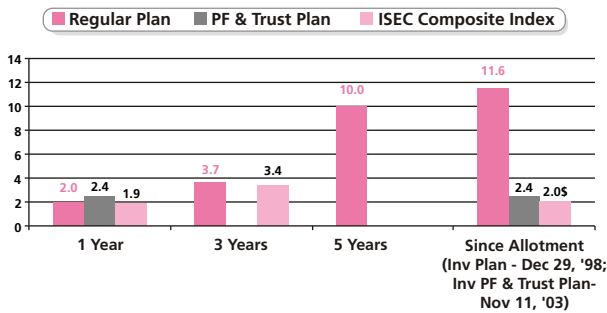 Regular Plan PF & Trust Plan ISEC Composite Index
14
12
10
8
6
4
2
0
2.0 2.4 1.9
3.7 3.4
10.0
11.6 2.4 2.0$
1 Year
3 Years
5 Years
Since Allotment
(Inv Plan - Dec 29, '98;
Inv PF & Trust Plan-
Nov 11, '03)